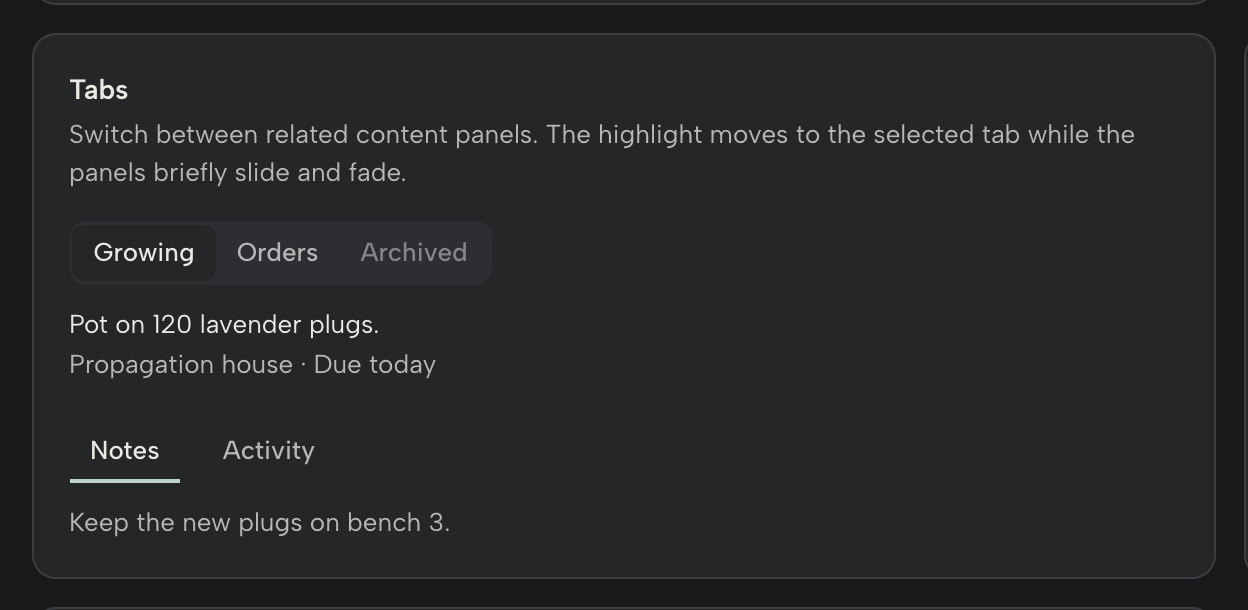 Tabs
Switch between related content panels. The highlight moves to the selected tab while the
panels briefly slide and fade.
Growing Orders Archived
Pot on 120 lavender plugs.
Propagation house · Due today
Notes Activity
Keep the new plugs on bench 3.